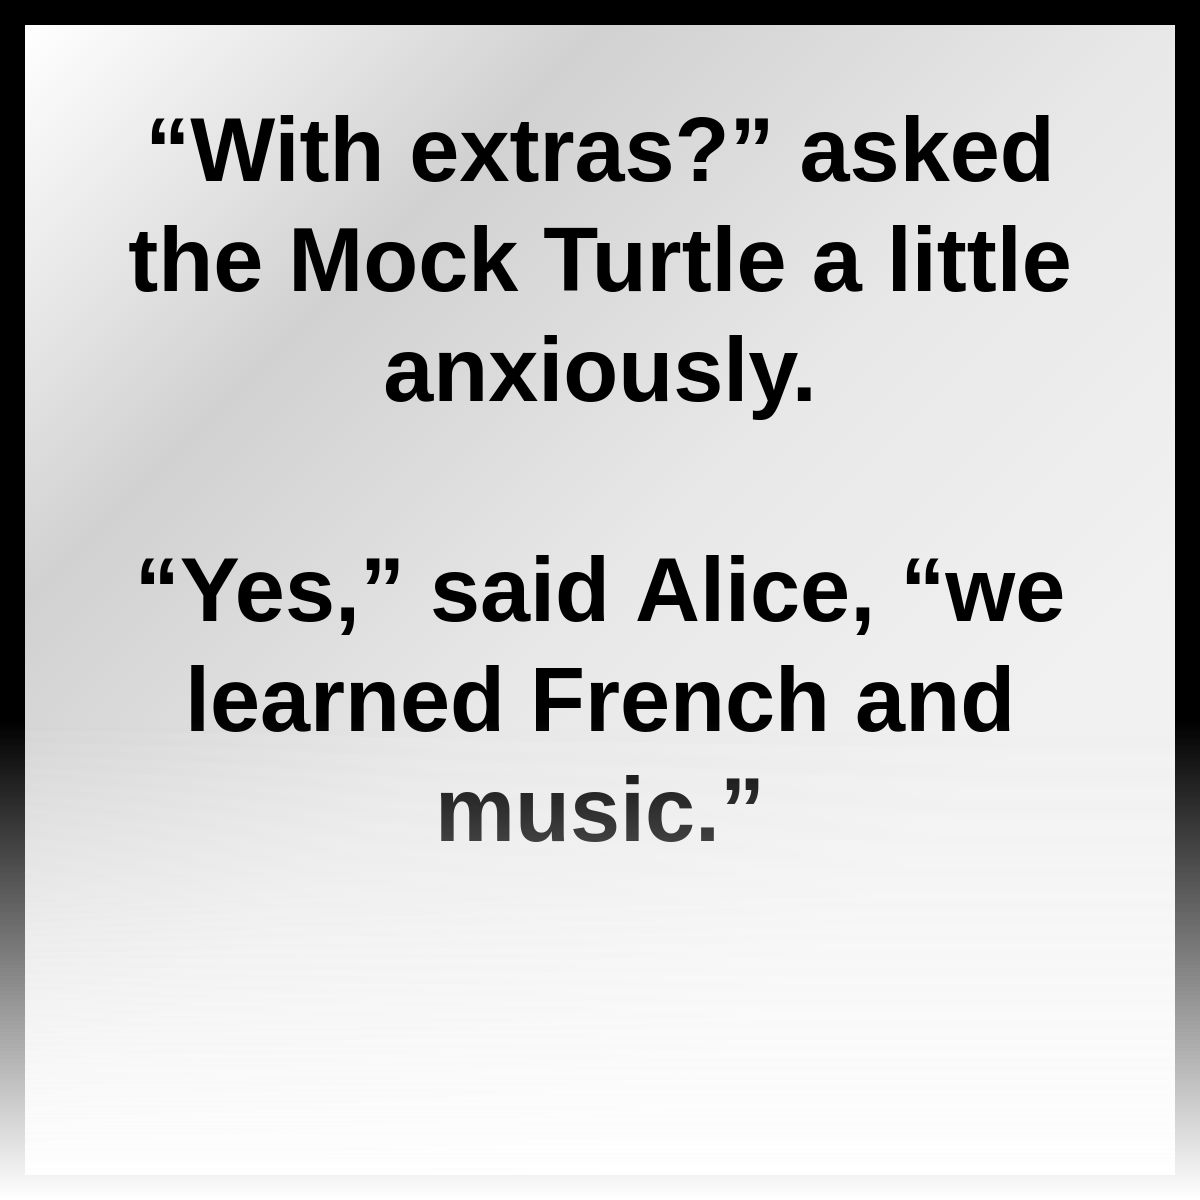 “With extras?” asked
the Mock Turtle a little
anxiously.
“Yes,” said Alice, “we
learned French and
music.”